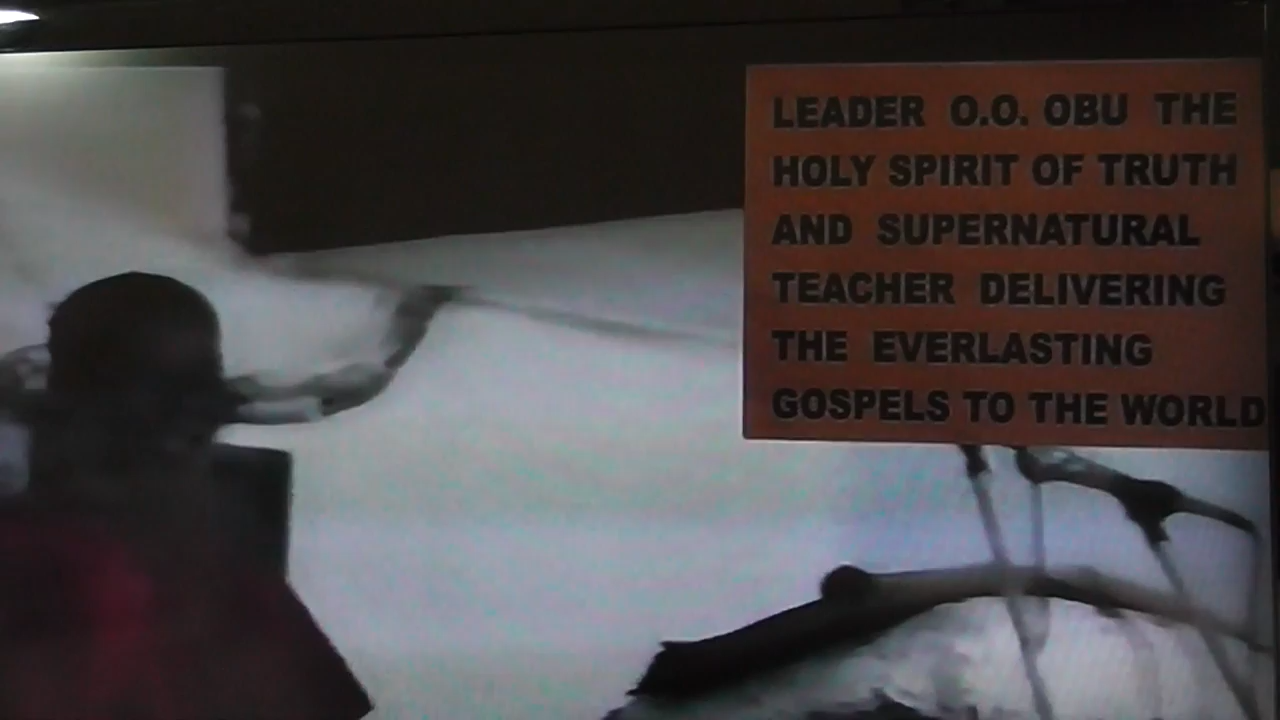 LEADER O.O. OBU THE
HOLY SPIRIT OF TRUTH
AND SUPERNATURAL
TEACHER DELIVERING
THE EVERLASTING
GOSPELS TO THE WORLD